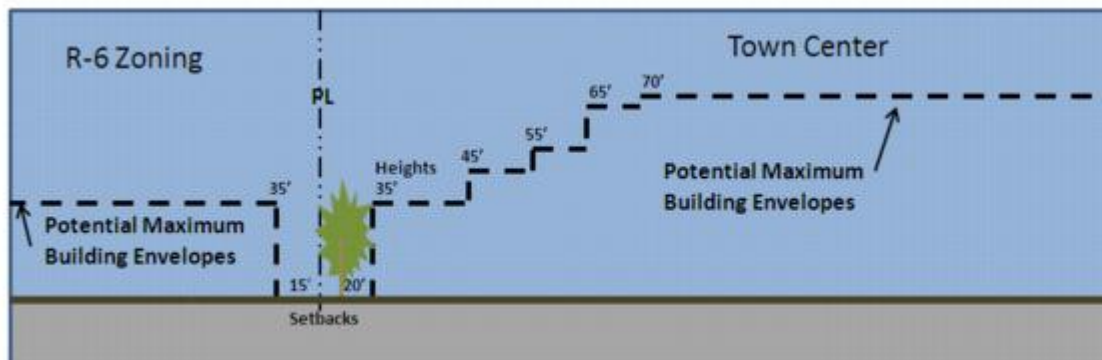 R-6 Zoning
Town Center
PL
65’
70’
55’
45’
Heights
35’
35’
Potential Maximum
Building Envelopes
Potential Maximum
Building Envelopes
15’
20’
Setbacks